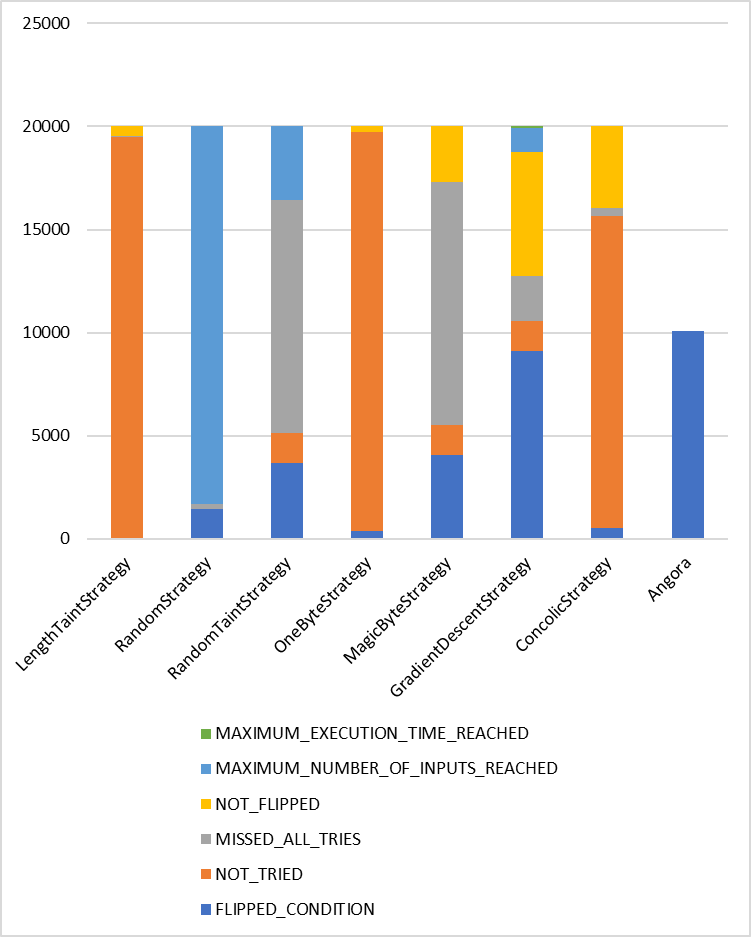 25000
20000
15000
10000
5000
0
LengthTaintStrategy
RandomStrategy
RandomTaintStrategy
OneByteStrategy
MagicByteStrategy
GradientDescentStrategy
ConcolicStrategy
Angora
MAXIMUM_EXECUTION_TIME_REACHED
MAXIMUM_NUMBER_OF_INPUTS_REACHED
NOT_FLIPPED
MISSED_ALL_TRIES
NOT_TRIED
FLIPPED_CONDITION